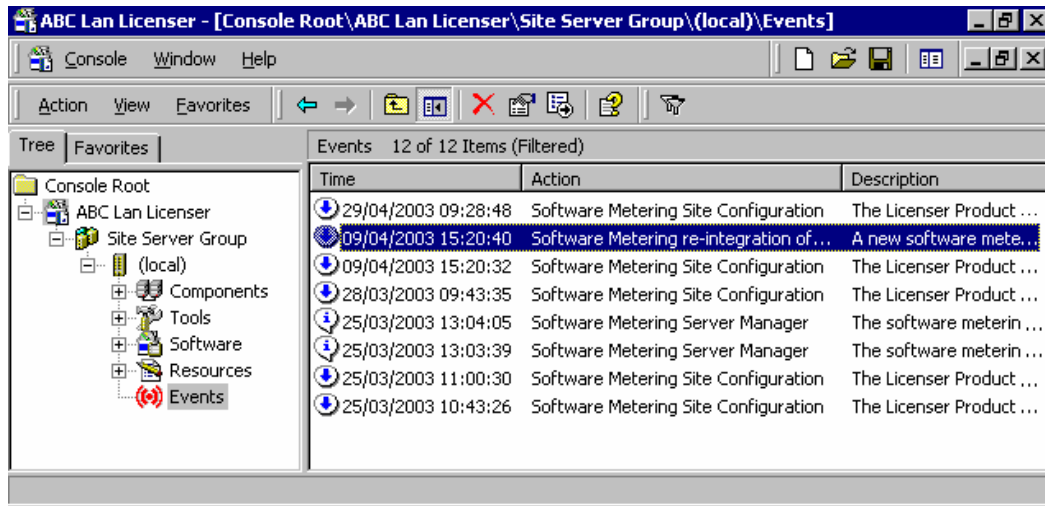 ABC Lan Licenser - [Console Root\ABC Lan Licenser\Site Server Group\(local)\Events]
Console Window Help
Action View Favorites
Tree Favorites
Events 12 of 12 Items (Filtered)
Console Root
ABC Lan Licenser
Site Server Group
(local)
Components
Tools
Software
Resources
Events
Time Action Description
29/04/2003 09:28:48 Software Metering Site Configuration The Licenser Product ...
09/04/2003 15:20:40 Software Metering re-integration of... A new software mete...
09/04/2003 15:20:32 Software Metering Site Configuration The Licenser Product ...
28/03/2003 09:43:35 Software Metering Site Configuration The Licenser Product ...
25/03/2003 13:04:05 Software Metering Server Manager The software meterin ...
25/03/2003 13:03:39 Software Metering Server Manager The software meterin ...
25/03/2003 11:00:30 Software Metering Site Configuration The Licenser Product ...
25/03/2003 10:43:26 Software Metering Site Configuration The Licenser Product ...